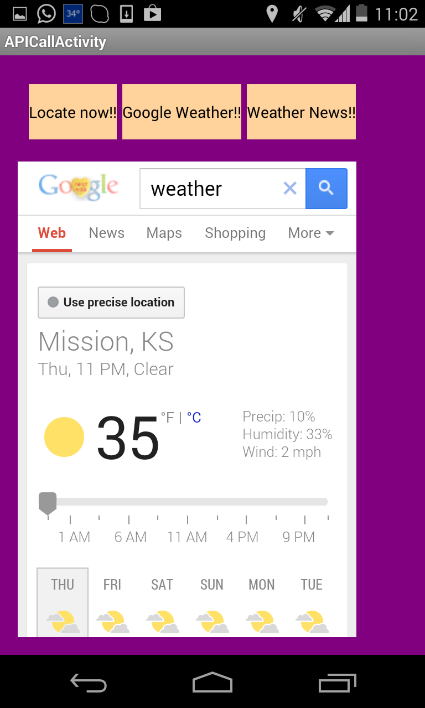 34° 11:02
APICallActivity
Locate now!! Google Weather!! Weather News!!
Google weather
Web News Maps Shopping More
Use precise location
Mission, KS
Thu, 11 PM, Clear
35 °F | °C
Precip: 10%
Humidity: 33%
Wind: 2 mph
1 AM 6 AM 11 AM 4 PM 9 PM
THU FRI SAT SUN MON TUE